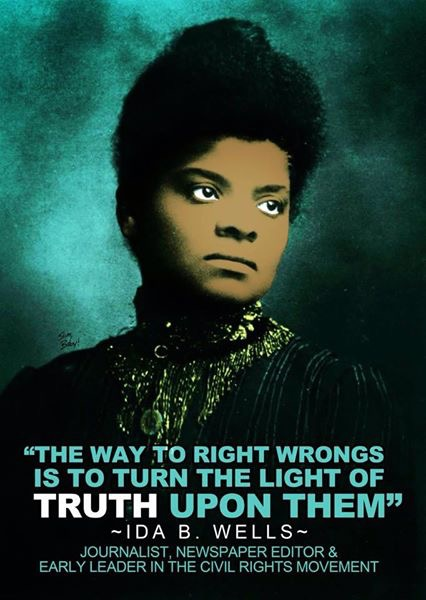 “THE WAY TO RIGHT WRONGS
IS TO TURN THE LIGHT OF
TRUTH UPON THEM”
~IDA B. WELLS~
JOURNALIST, NEWSPAPER EDITOR &
EARLY LEADER IN THE CIVIL RIGHTS MOVEMENT